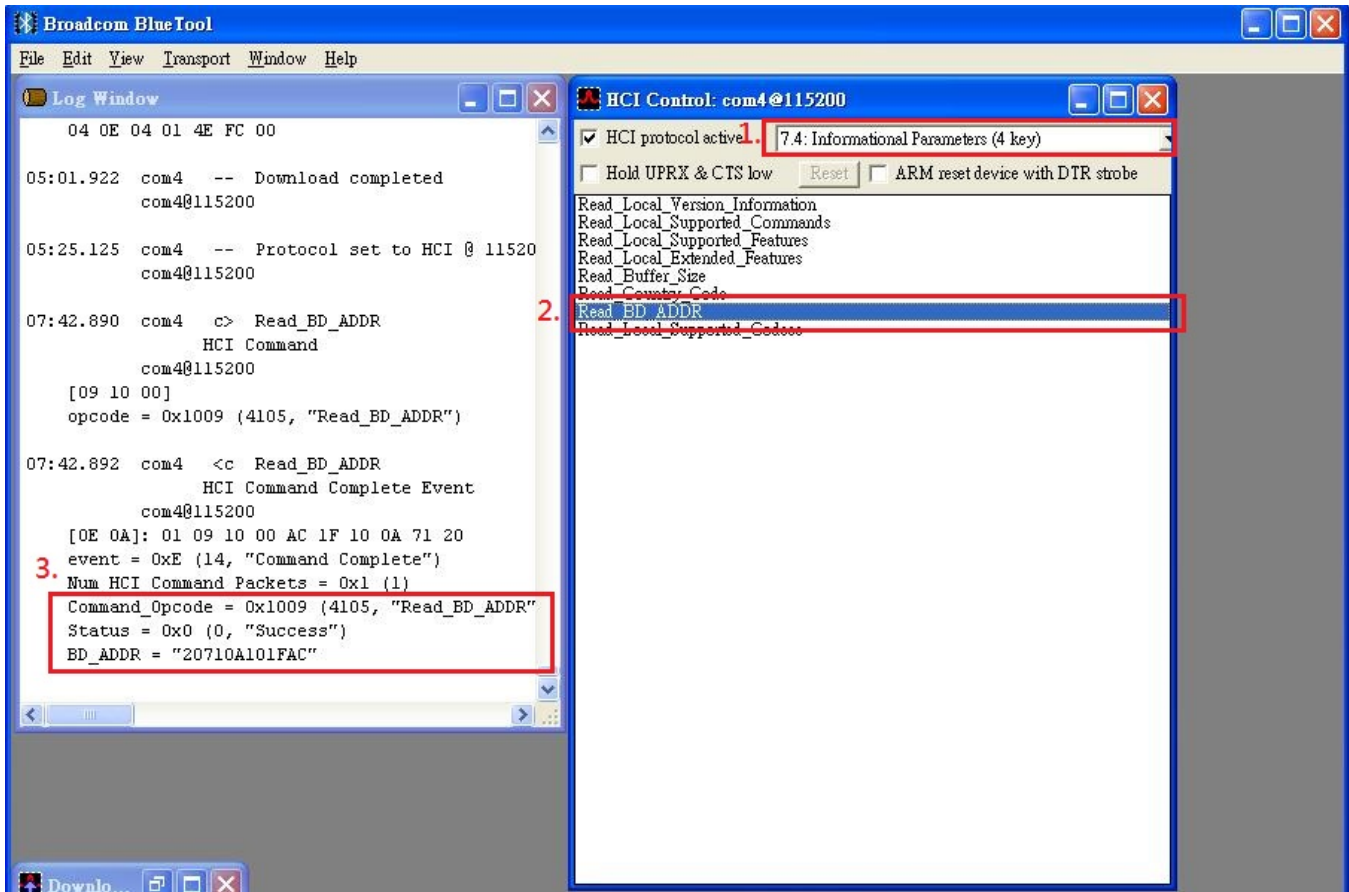 Broadcom BlueTool
File Edit View Transport Window Help
Log Window
04 0E 04 01 4E FC 00
05:01.922 com4 -- Download completed
com4@115200
05:25.125 com4 -- Protocol set to HCI @ 11520
com4@115200
07:42.890 com4 c> Read_BD_ADDR
HCI Command
com4@115200
[09 10 00]
opcode = 0x1009 (4105, "Read_BD_ADDR")
07:42.892 com4 <c Read_BD_ADDR
HCI Command Complete Event
com4@115200
[0E 0A]: 01 09 10 00 AC 1F 10 0A 71 20
event = 0xE (14, "Command Complete")
3.
Num HCI Command Packets = 0x1 (1)
Command_Opcode = 0x1009 (4105, "Read_BD_ADDR"
Status = 0x0 (0, "Success")
BD_ADDR = "20710A101FAC"
HCI Control: com4@115200
HCI protocol active
1.
7.4: Informational Parameters (4 key)
Hold UPRX & CTS low Reset ARM reset device with DTR strobe
Read_Local_Version_Information
Read_Local_Supported_Commands
Read_Local_Supported_Features
Read_Local_Extended_Features
Read_Buffer_Size
Read_Country_Code
2.
Read_BD_ADDR
Read_Local_Supported_Codecs
Downlo...